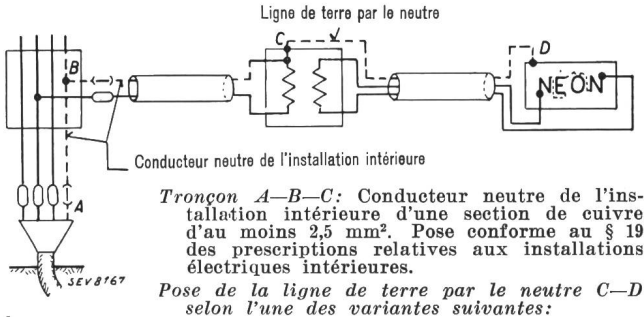 Ligne de terre par le neutre
C
D
B
NEON
Conducteur neutre de l'installation intérieure
A
SEV8167
Tronçon A—B—C: Conducteur neutre de l'ins-
tallation intérieure d'une section de cuivre
d'au moins 2,5 mm². Pose conforme au § 19
des prescriptions relatives aux installations
électriques intérieures.
Pose de la ligne de terre par le neutre C—D
selon l'une des variantes suivantes: